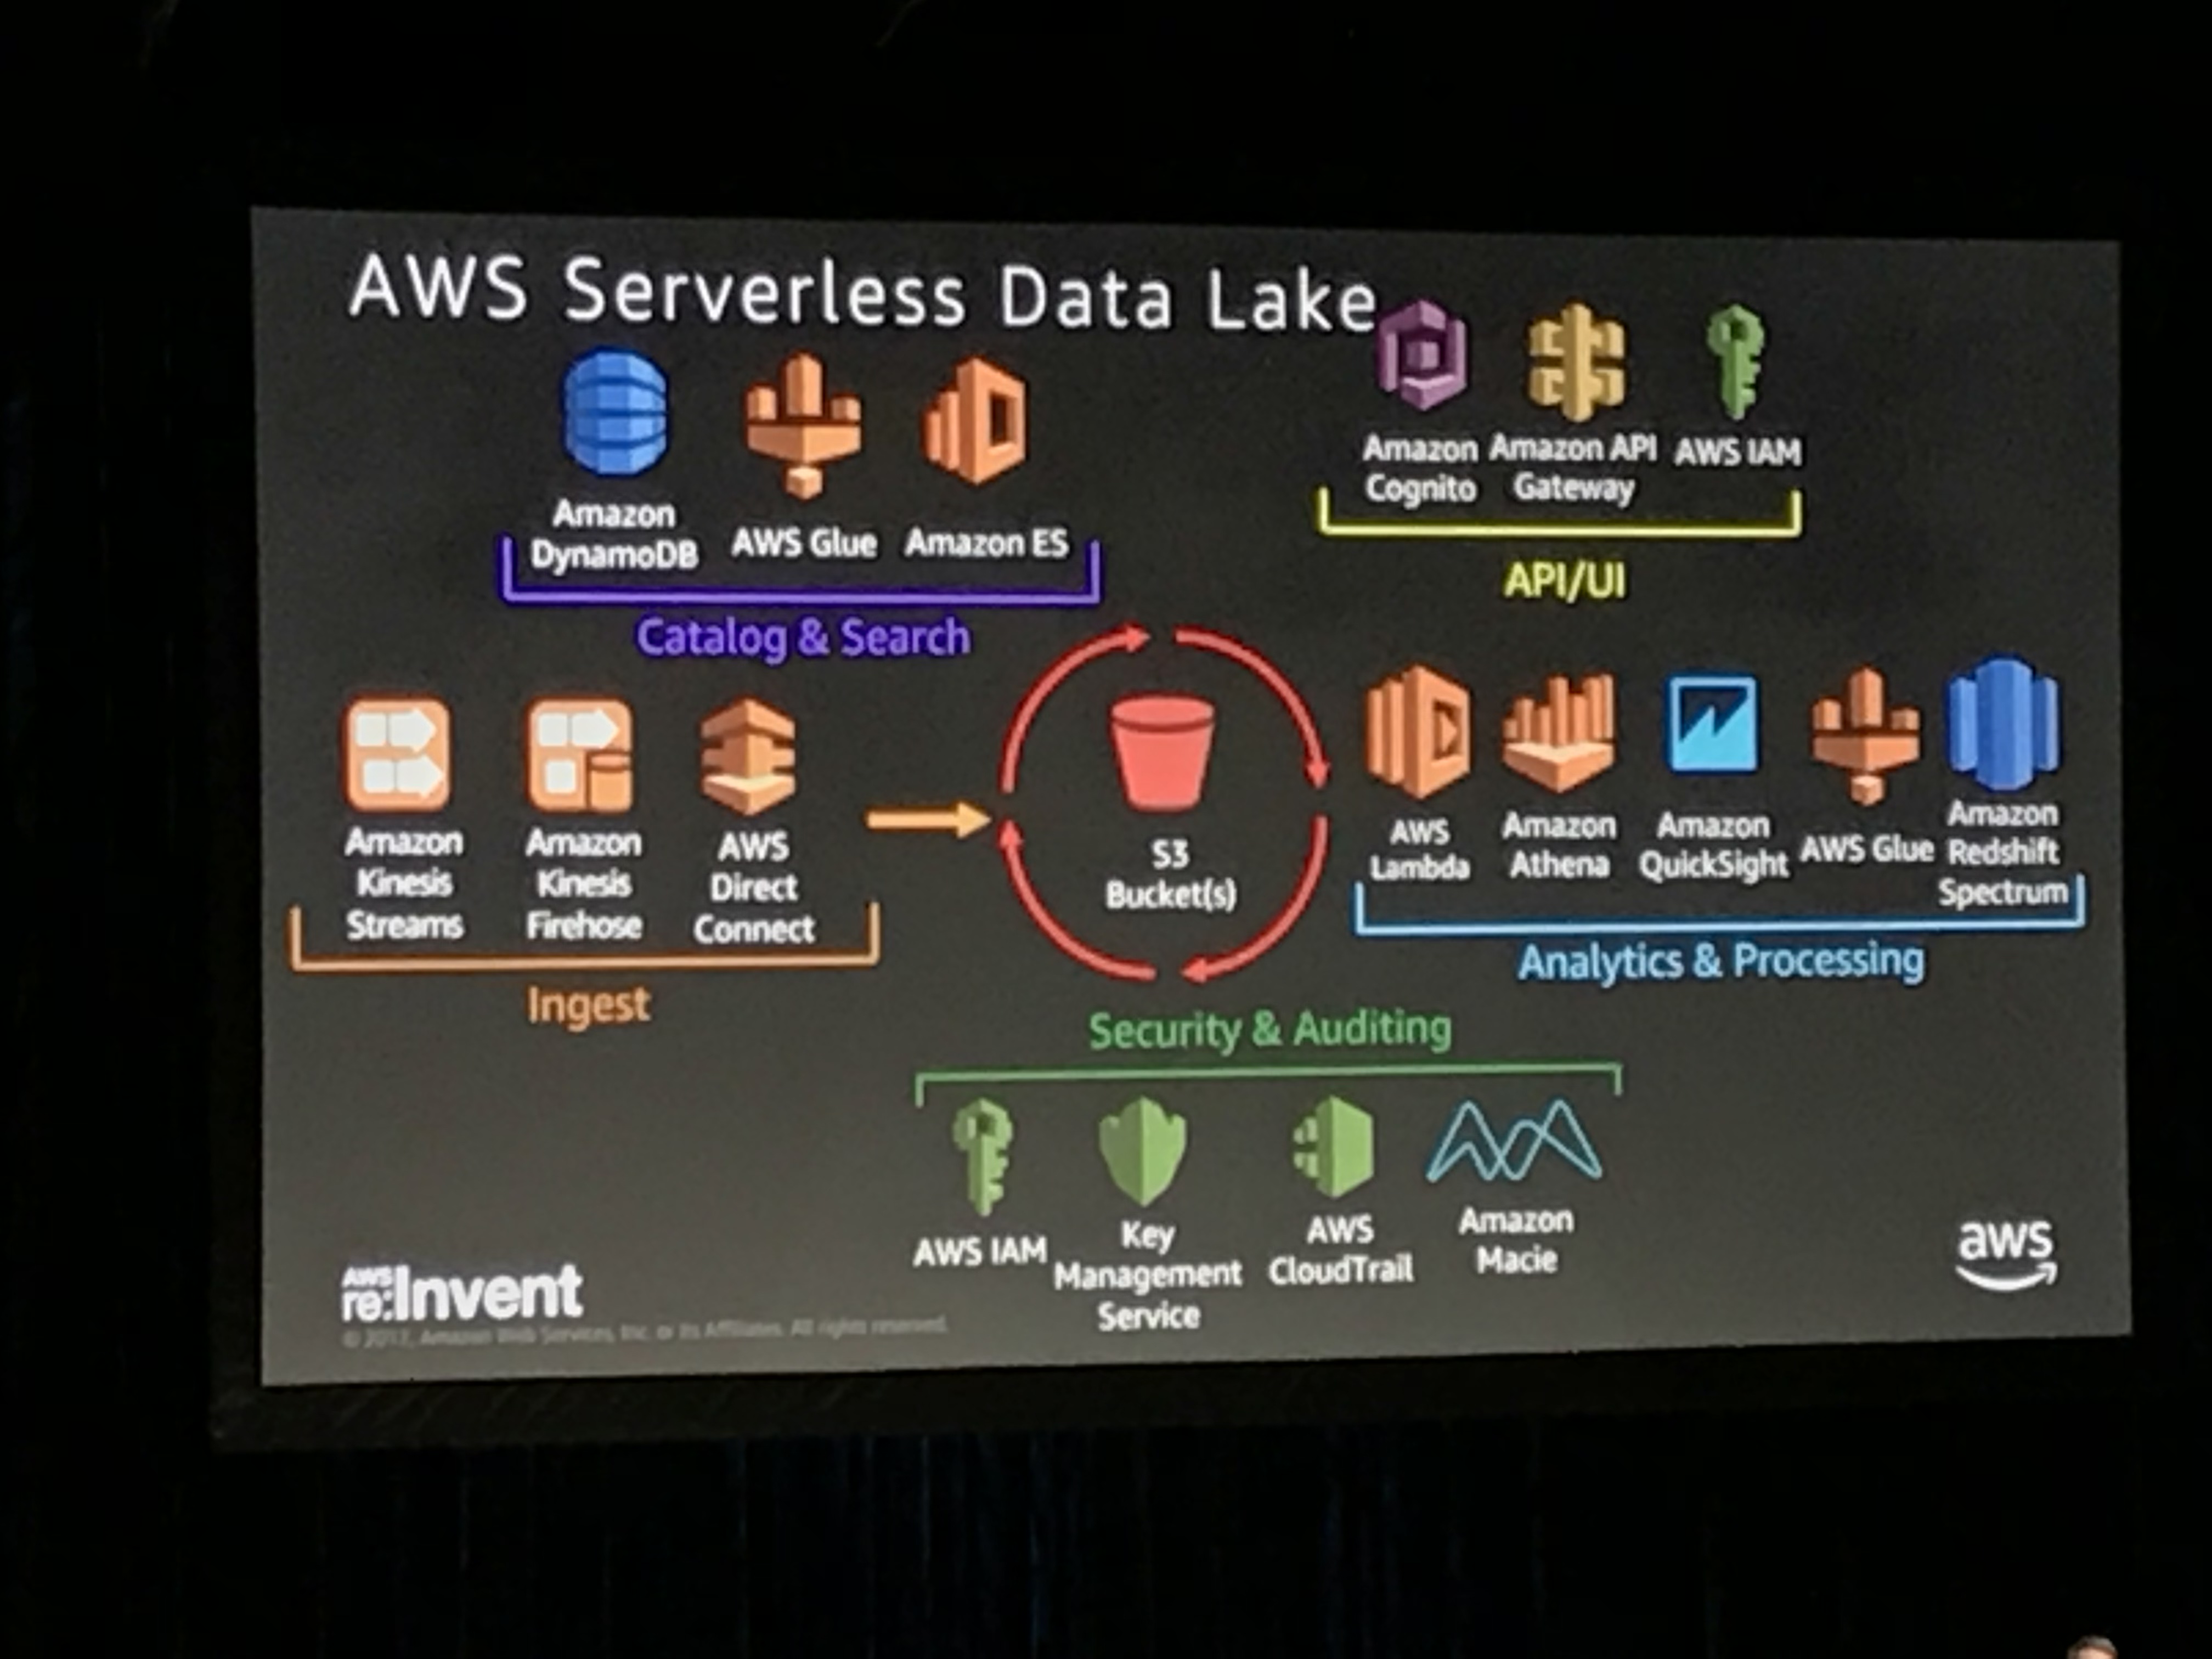 AWS Serverless Data Lake
Amazon
DynamoDB
AWS Glue
Amazon ES
Catalog & Search
Amazon
Cognito
Amazon API
Gateway
AWS IAM
API/UI
Amazon
Kinesis
Streams
Amazon
Kinesis
Firehose
AWS
Direct
Connect
Ingest
S3
Bucket(s)
AWS
Lambda
Amazon
Athena
Amazon
QuickSight
AWS Glue
Amazon
Redshift
Spectrum
Analytics & Processing
Security & Auditing
AWS IAM
Key
Management
Service
AWS
CloudTrail
Amazon
Macie
AWS
re:Invent
© 2017, Amazon Web Services, Inc. or its Affiliates. All rights reserved.
aws